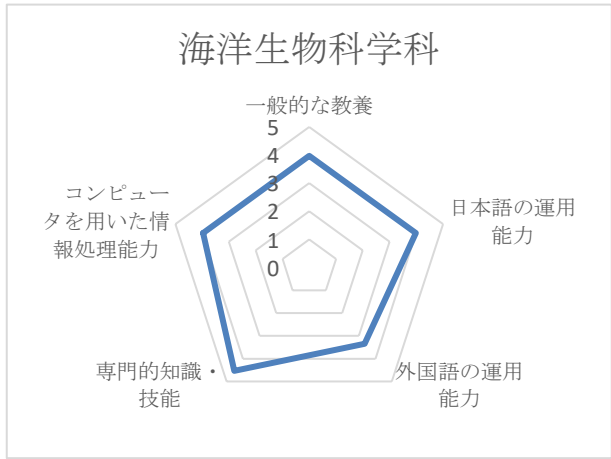 海洋生物科学科
一般的な教養
5
4
3
2
1
0
日本語の運用
能力
外国語の運用
能力
専門的知識・
技能
コンピュー
タを用いた情
報処理能力